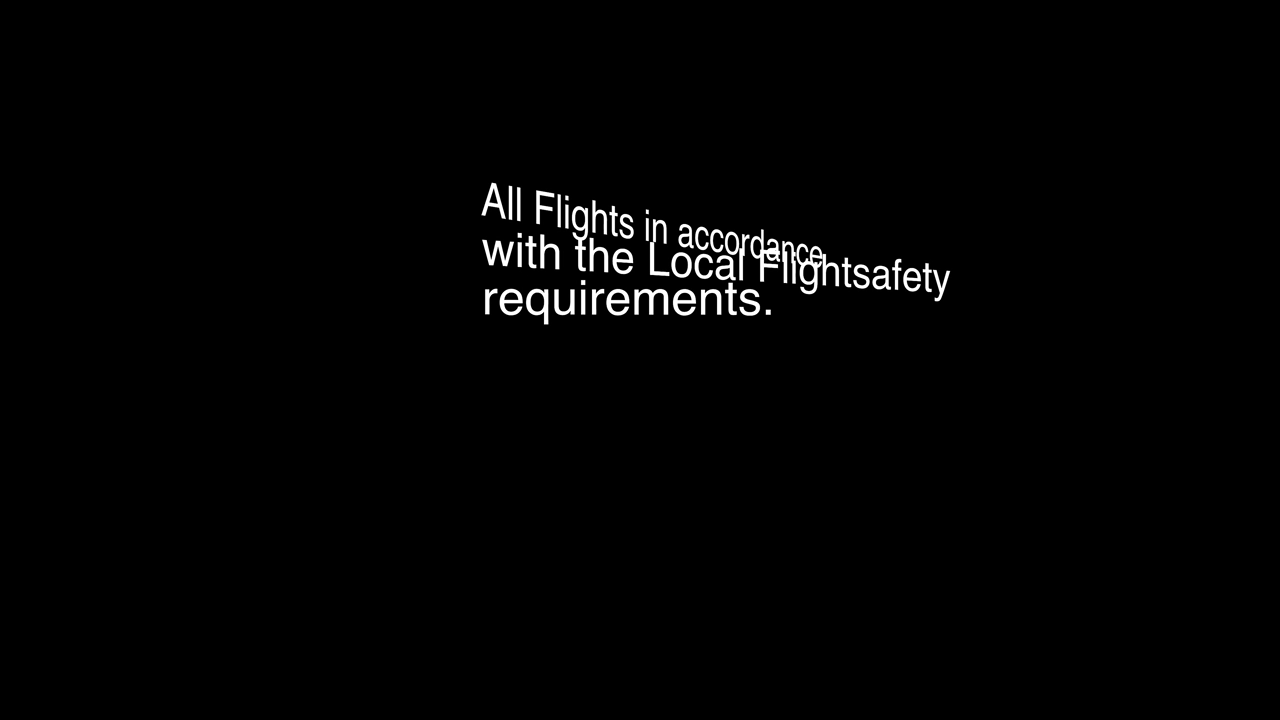 All Flights in accordance
with the Local Flightsafety
requirements.